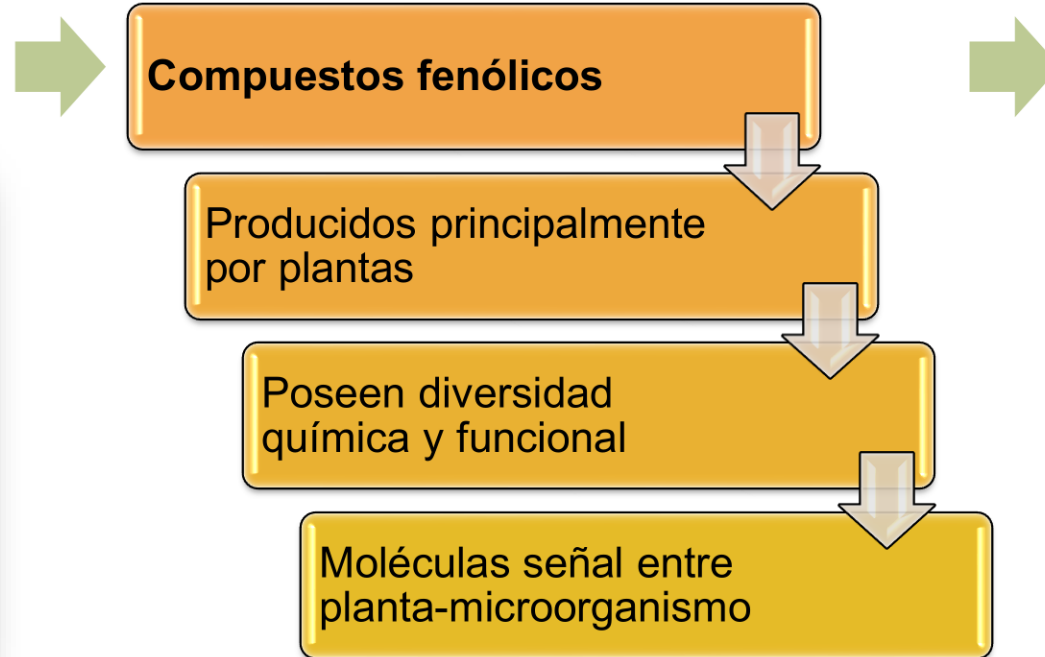 Compuestos fenólicos
Producidos principalmente
por plantas
Poseen diversidad
química y funcional
Moléculas señal entre
planta-microorganismo